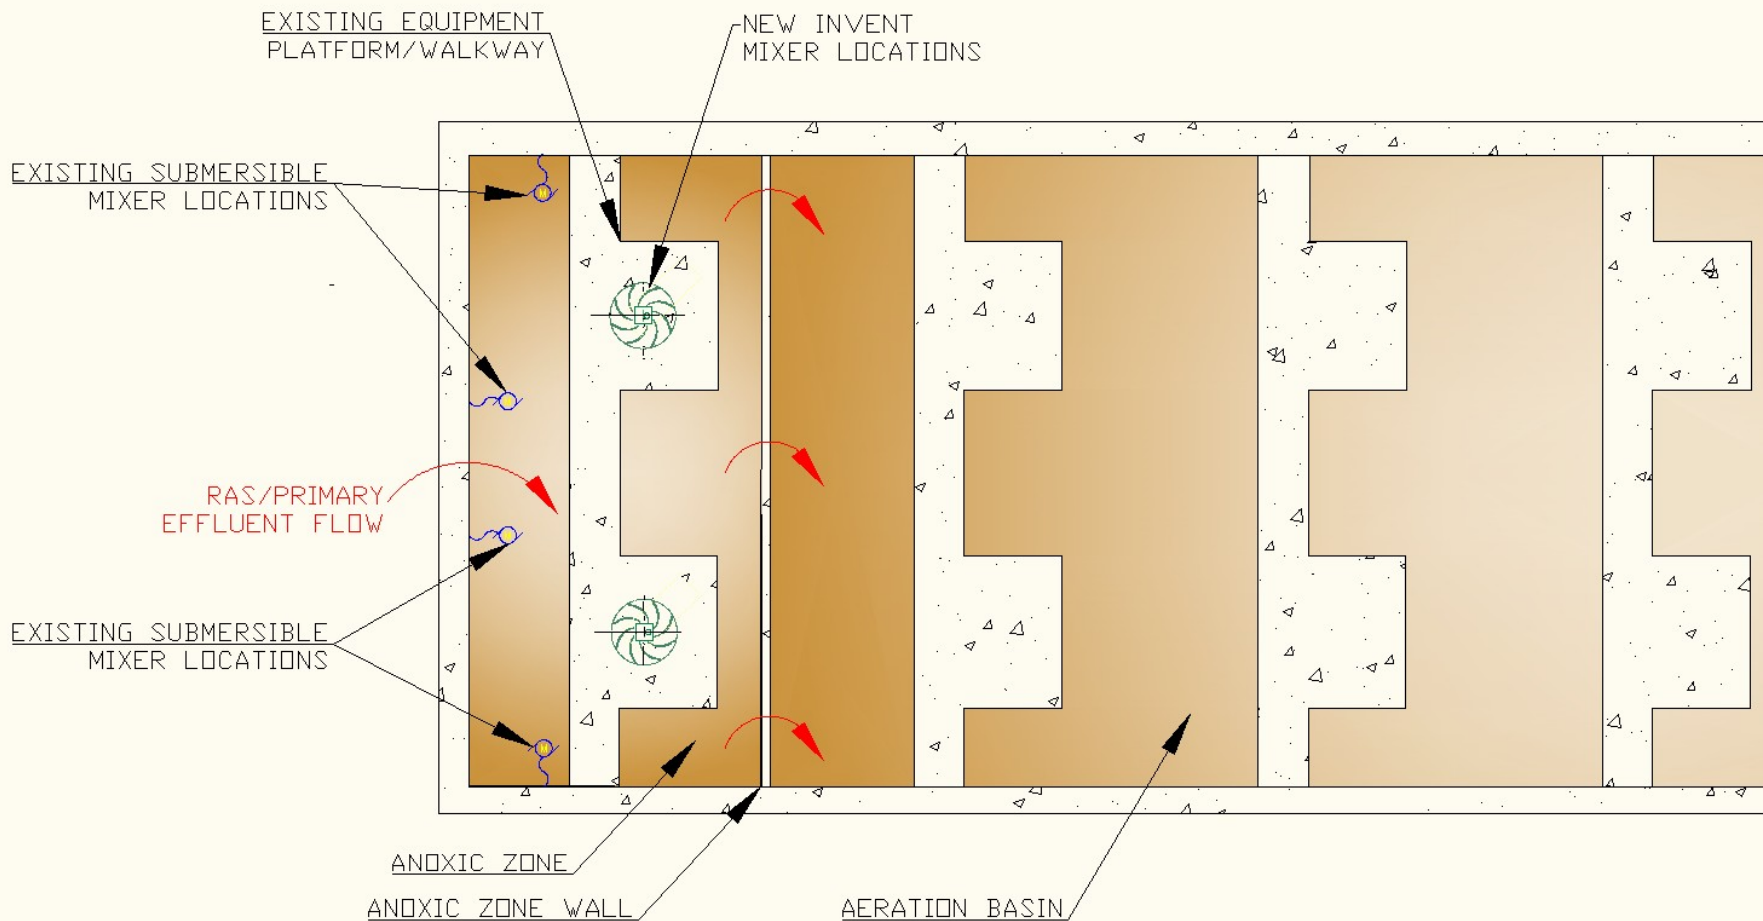 EXISTING EQUIPMENT
PLATFORM/WALKWAY
NEW INVENT
MIXER LOCATIONS
EXISTING SUBMERSIBLE
MIXER LOCATIONS
RAS/PRIMARY
EFFLUENT FLOW
EXISTING SUBMERSIBLE
MIXER LOCATIONS
ANOXIC ZONE
ANOXIC ZONE WALL
AERATION BASIN